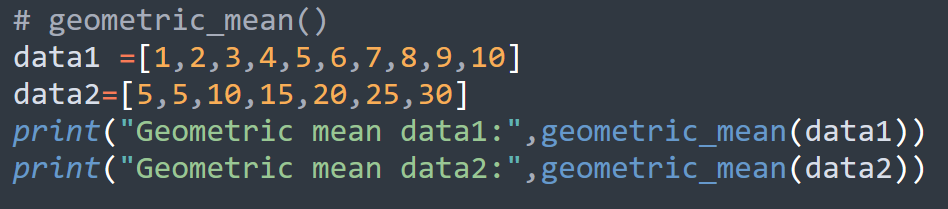 # geometric_mean()
data1 =[1,2,3,4,5,6,7,8,9,10]
data2=[5,5,10,15,20,25,30]
print("Geometric mean data1:",geometric_mean(data1))
print("Geometric mean data2:",geometric_mean(data2))